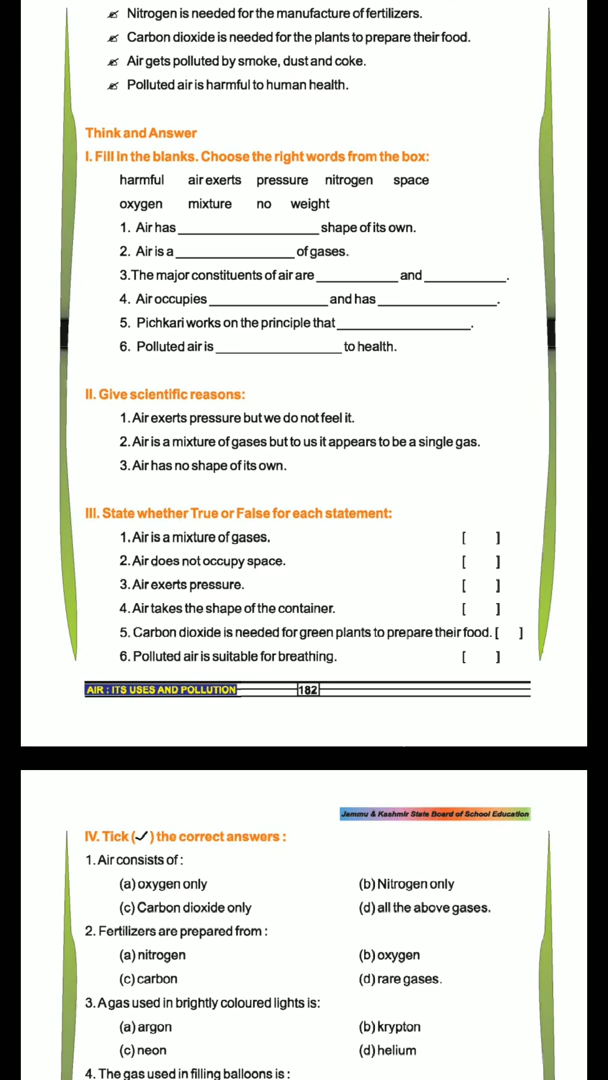 Nitrogen is needed for the manufacture of fertilizers.
Carbon dioxide is needed for the plants to prepare their food.
Air gets polluted by smoke, dust and coke.
Polluted air is harmful to human health.
Think and Answer
I. Fill in the blanks. Choose the right words from the box:
harmful air exerts pressure nitrogen space
oxygen mixture no weight
1. Air has ____________________ shape of its own.
2. Air is a _________________ of gases.
3.The major constituents of air are ____________ and ____________.
4. Air occupies _________________ and has _________________.
5. Pichkari works on the principle that ___________________.
6. Polluted air is __________________ to health.
II. Give scientific reasons:
1. Air exerts pressure but we do not feel it.
2. Air is a mixture of gases but to us it appears to be a single gas.
3. Air has no shape of its own.
III. State whether True or False for each statement:
1. Air is a mixture of gases. [ ]
2. Air does not occupy space. [ ]
3. Air exerts pressure. [ ]
4. Air takes the shape of the container. [ ]
5. Carbon dioxide is needed for green plants to prepare their food. [ ]
6. Polluted air is suitable for breathing. [ ]
AIR : ITS USES AND POLLUTION 182
Jammu & Kashmir State Board of School Education
IV. Tick (✓) the correct answers :
1. Air consists of :
(a) oxygen only (b) Nitrogen only
(c) Carbon dioxide only (d) all the above gases.
2. Fertilizers are prepared from :
(a) nitrogen (b) oxygen
(c) carbon (d) rare gases.
3. A gas used in brightly coloured lights is:
(a) argon (b) krypton
(c) neon (d) helium
4. The gas used in filling balloons is :